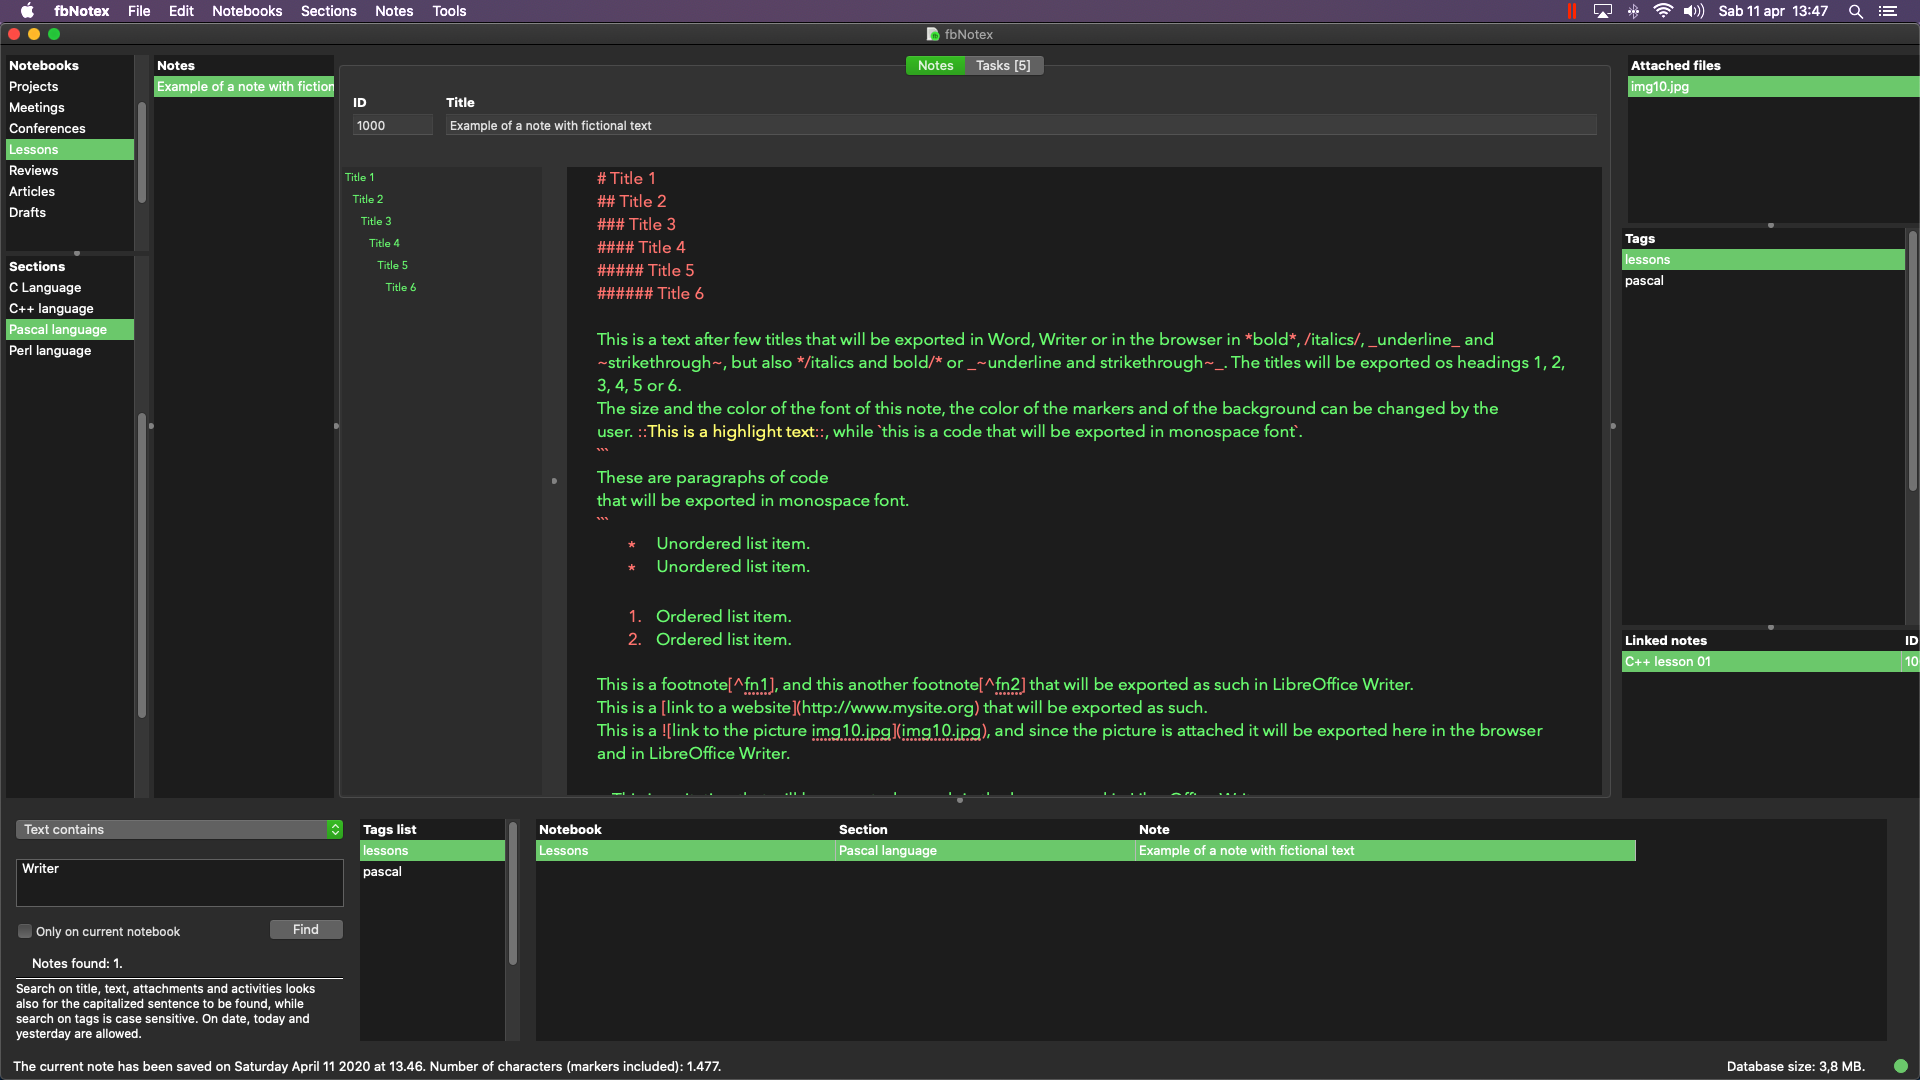 fbNotex File Edit Notebooks Sections Notes Tools
Sab 11 apr 13:47
fbNotex
Notebooks
Projects
Meetings
Conferences
Lessons
Reviews
Articles
Drafts
Sections
C Language
C++ language
Pascal language
Perl language
Notes
Example of a note with fiction
Notes Tasks [5]
ID Title
1000 Example of a note with fictional text
Title 1
Title 2
Title 3
Title 4
Title 5
Title 6
# Title 1
## Title 2
### Title 3
#### Title 4
##### Title 5
###### Title 6
This is a text after few titles that will be exported in Word, Writer or in the browser in *bold*, /italics/, _underline_ and
~strikethrough~, but also */italics and bold/* or _~underline and strikethrough~_. The titles will be exported os headings 1, 2,
3, 4, 5 or 6.
The size and the color of the font of this note, the color of the markers and of the background can be changed by the
user. ::This is a highlight text::, while `this is a code that will be exported in monospace font`.
```
These are paragraphs of code
that will be exported in monospace font.
```
* Unordered list item.
* Unordered list item.
1. Ordered list item.
2. Ordered list item.
This is a footnote[^fn1], and this another footnote[^fn2] that will be exported as such in LibreOffice Writer.
This is a [link to a website](http://www.mysite.org) that will be exported as such.
This is a ![link to the picture img10.jpg](img10.jpg), and since the picture is attached it will be exported here in the browser
and in LibreOffice Writer.
Attached files
img10.jpg
Tags
lessons
pascal
Linked notes ID
C++ lesson 01 10
Text contains
Writer
Only on current notebook
Find
Notes found: 1.
Search on title, text, attachments and activities looks
also for the capitalized sentence to be found, while
search on tags is case sensitive. On date, today and
yesterday are allowed.
Tags list
lessons
pascal
Notebook Section Note
Lessons Pascal language Example of a note with fictional text
The current note has been saved on Saturday April 11 2020 at 13.46. Number of characters (markers included): 1.477.
Database size: 3,8 MB.